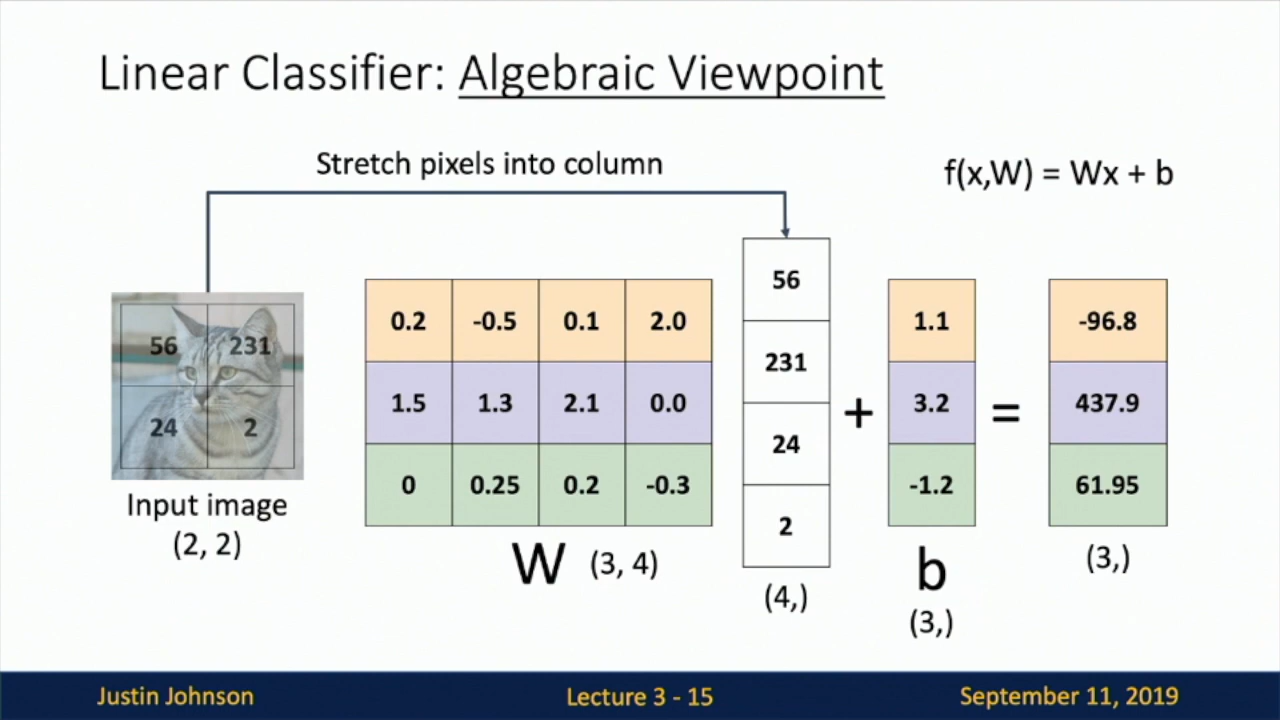 Linear Classifier: Algebraic Viewpoint
Stretch pixels into column
f(x,W) = Wx + b
56 231
24 2
Input image
(2, 2)
0.2 -0.5 0.1 2.0
1.5 1.3 2.1 0.0
0 0.25 0.2 -0.3
W (3, 4)
56
231
24
2
(4,)
+
1.1
3.2
-1.2
b
(3,)
=
-96.8
437.9
61.95
(3,)
Justin Johnson
Lecture 3 - 15
September 11, 2019